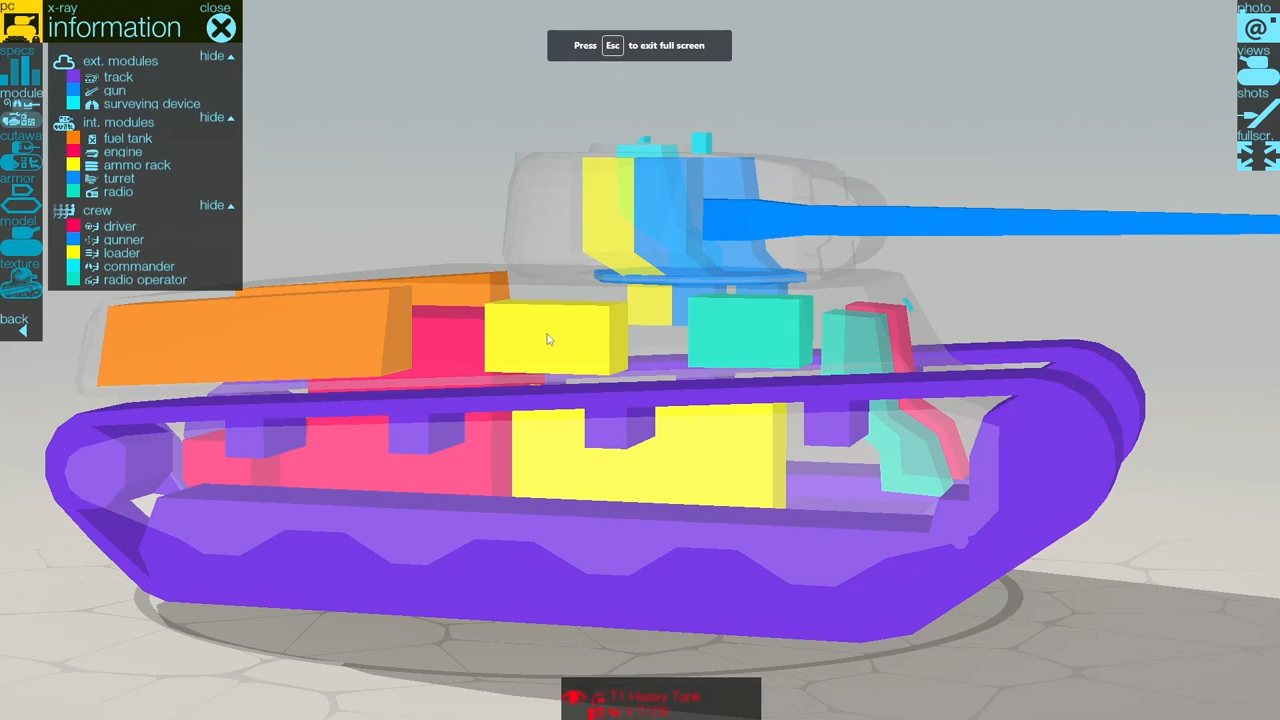 pc
specs
module
cutawa
armor
model
texture
back
x-ray
close
information
ext. modules
hide
track
gun
surveying device
int. modules
hide
fuel tank
engine
ammo rack
turret
radio
crew
hide
driver
gunner
loader
commander
radio operator
Press Esc to exit full screen
photo
@
views
shots
fullscr.
T1 Heavy Tank